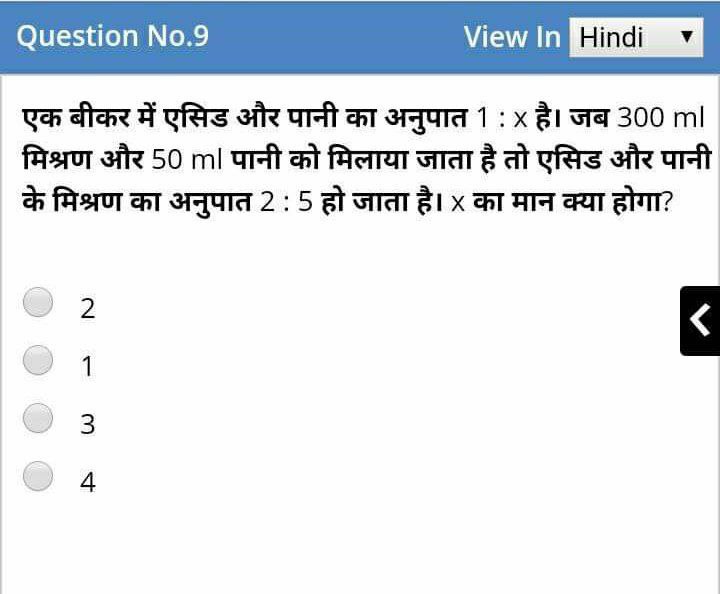 Question No.9 View In Hindi
एक बीकर में एसिड और पानी का अनुपात 1 : x है। जब 300 ml
मिश्रण और 50 ml पानी को मिलाया जाता है तो एसिड और पानी
के मिश्रण का अनुपात 2 : 5 हो जाता है। x का मान क्या होगा?
2
1
3
4